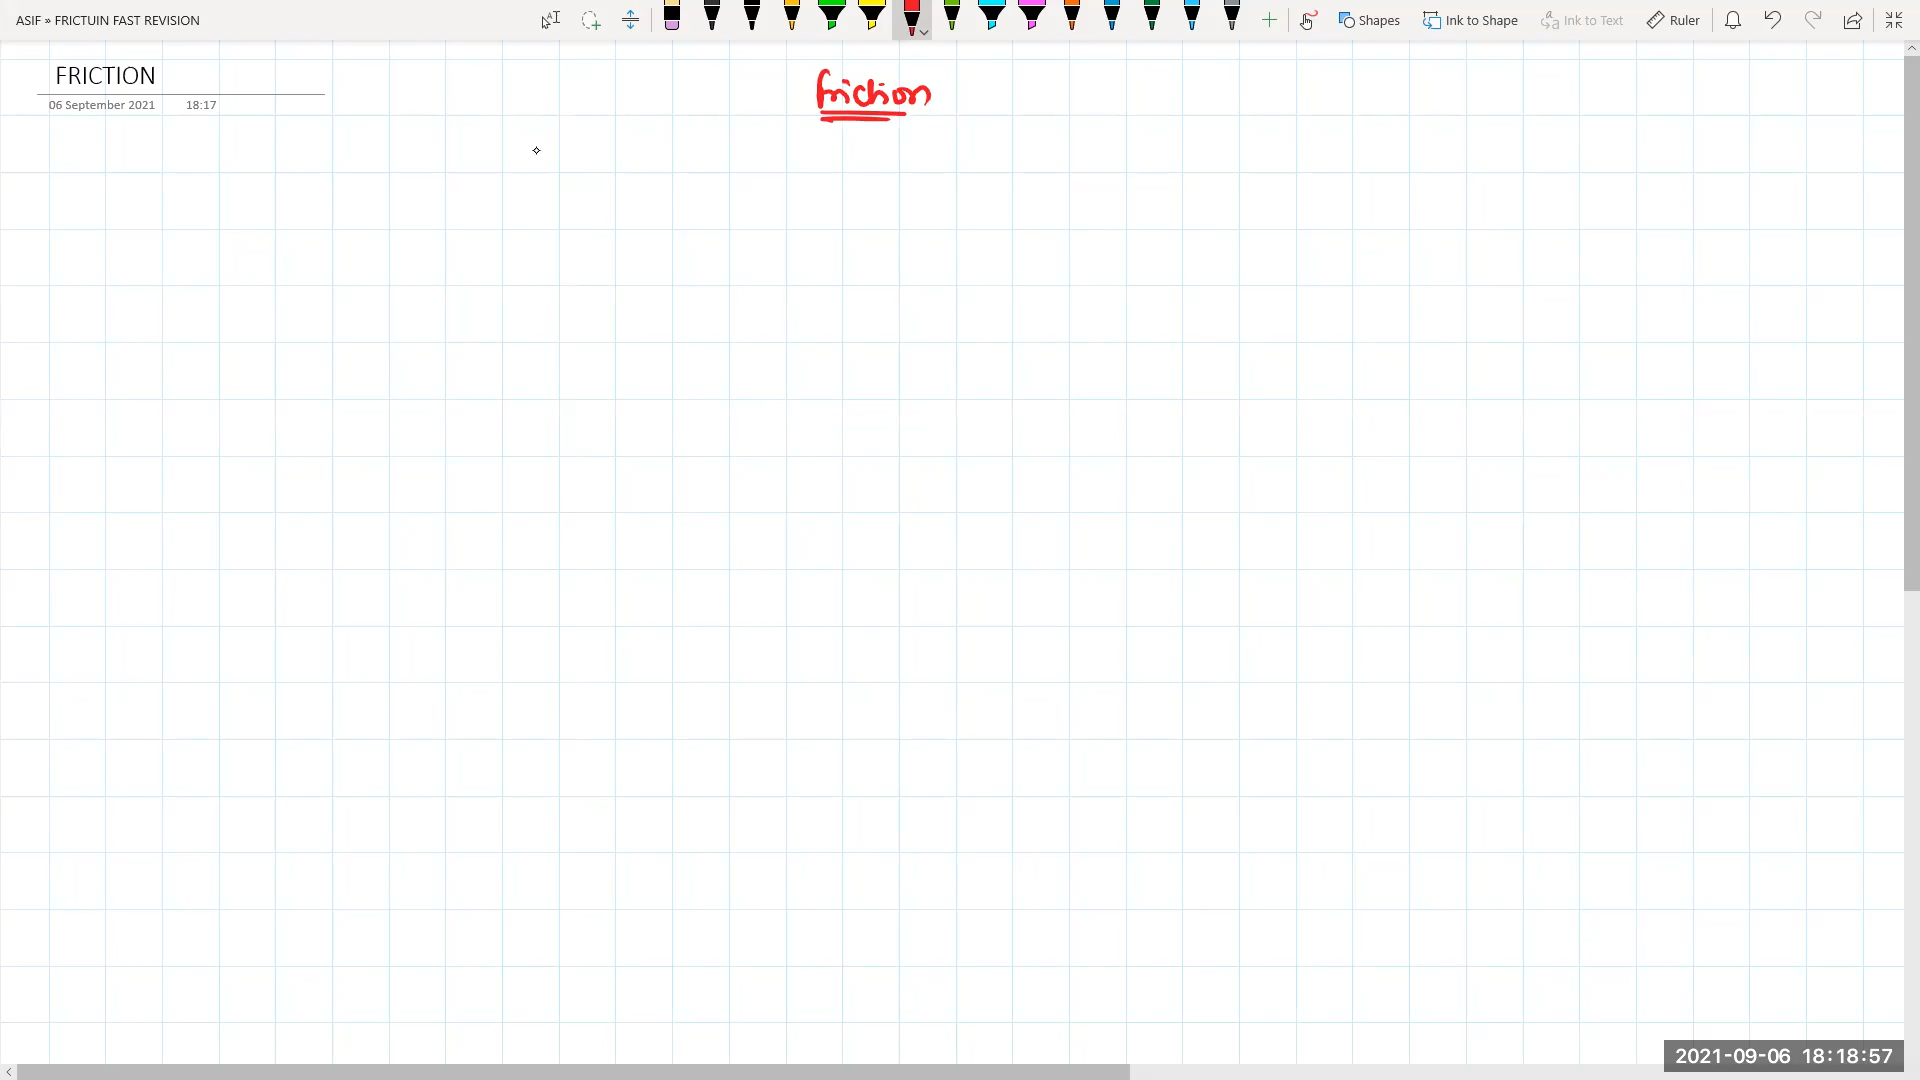 ASIF » FRICTUIN FAST REVISION
Shapes
Ink to Shape
Ink to Text
Ruler
FRICTION
06 September 2021 18:17
friction
2021-09-06 18:18:57